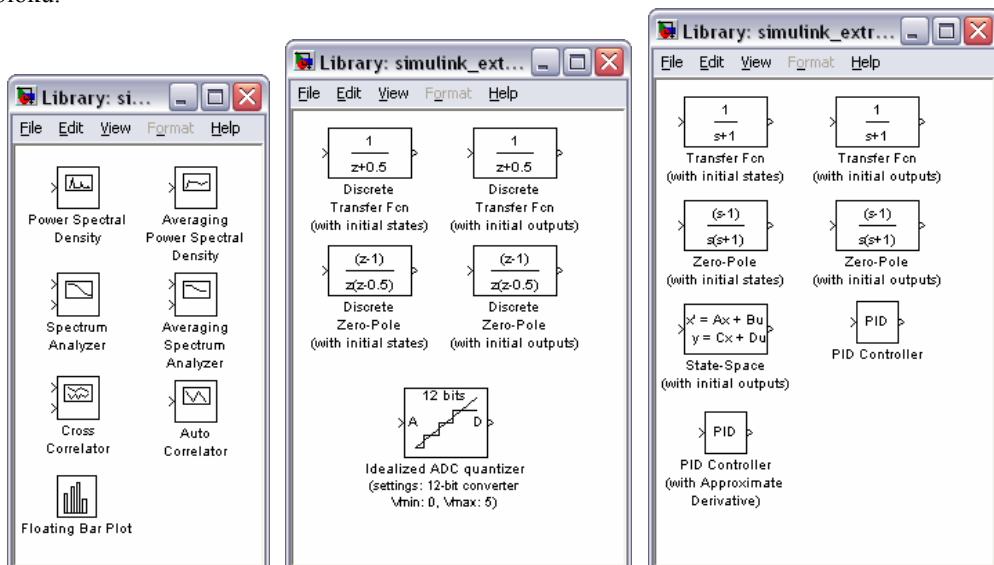 Library: si...
File Edit View Format Help
Power Spectral
Density
Averaging
Power Spectral
Density
Spectrum
Analyzer
Averaging
Spectrum
Analyzer
Cross
Correlator
Auto
Correlator
Floating Bar Plot
Library: simulink_ext...
File Edit View Format Help
1
z+0.5
Discrete
Transfer Fcn
(with initial states)
1
z+0.5
Discrete
Transfer Fcn
(with initial outputs)
(z-1)
z(z-0.5)
Discrete
Zero-Pole
(with initial states)
(z-1)
z(z-0.5)
Discrete
Zero-Pole
(with initial outputs)
12 bits
A D
Idealized ADC quantizer
(settings: 12-bit converter
Vmin: 0, Vmax: 5)
Library: simulink_extr...
File Edit View Format Help
1
s+1
Transfer Fcn
(with initial states)
1
s+1
Transfer Fcn
(with initial outputs)
(s-1)
s(s+1)
Zero-Pole
(with initial states)
(s-1)
s(s+1)
Zero-Pole
(with initial outputs)
x' = Ax + Bu
y = Cx + Du
State-Space
(with initial outputs)
PID
PID Controller
PID
PID Controller
(with Approximate
Derivative)